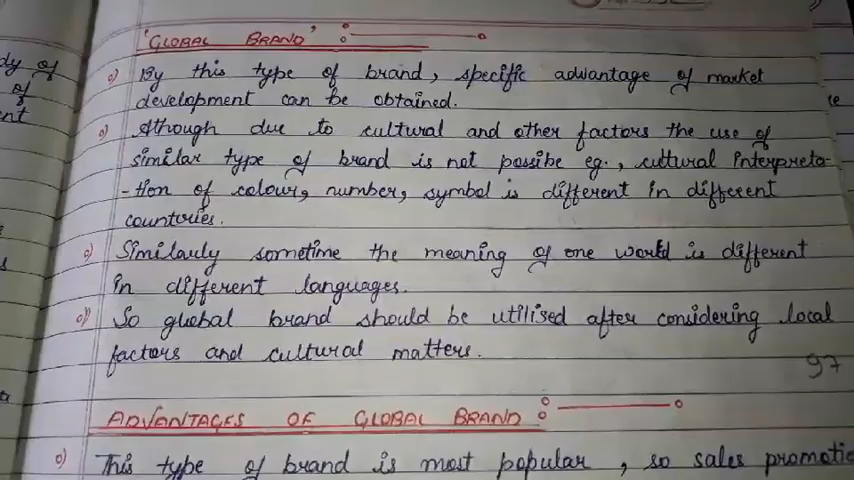 'GLOBAL BRAND'
By this type of brand, specific advantage of market
development can be obtained.
Although due to cultural and other factors the use of
similar type of brand is not possibe eg., cultural interpreta-
-tion of colour, number, symbol is different in different
countries.
Similarly sometime the meaning of one world is different
in different languages.
So global brand should be utilised after considering local
factors and cultural matters.
97
ADVANTAGES OF GLOBAL BRAND
This type of brand is most popular, so sales promotio